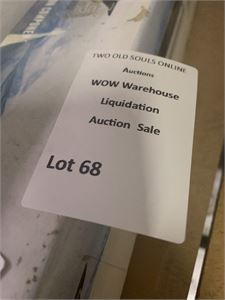 TWO OLD SOULS ONLINE
Auctions
WOW Warehouse
Liquidation
Auction Sale
Lot 68